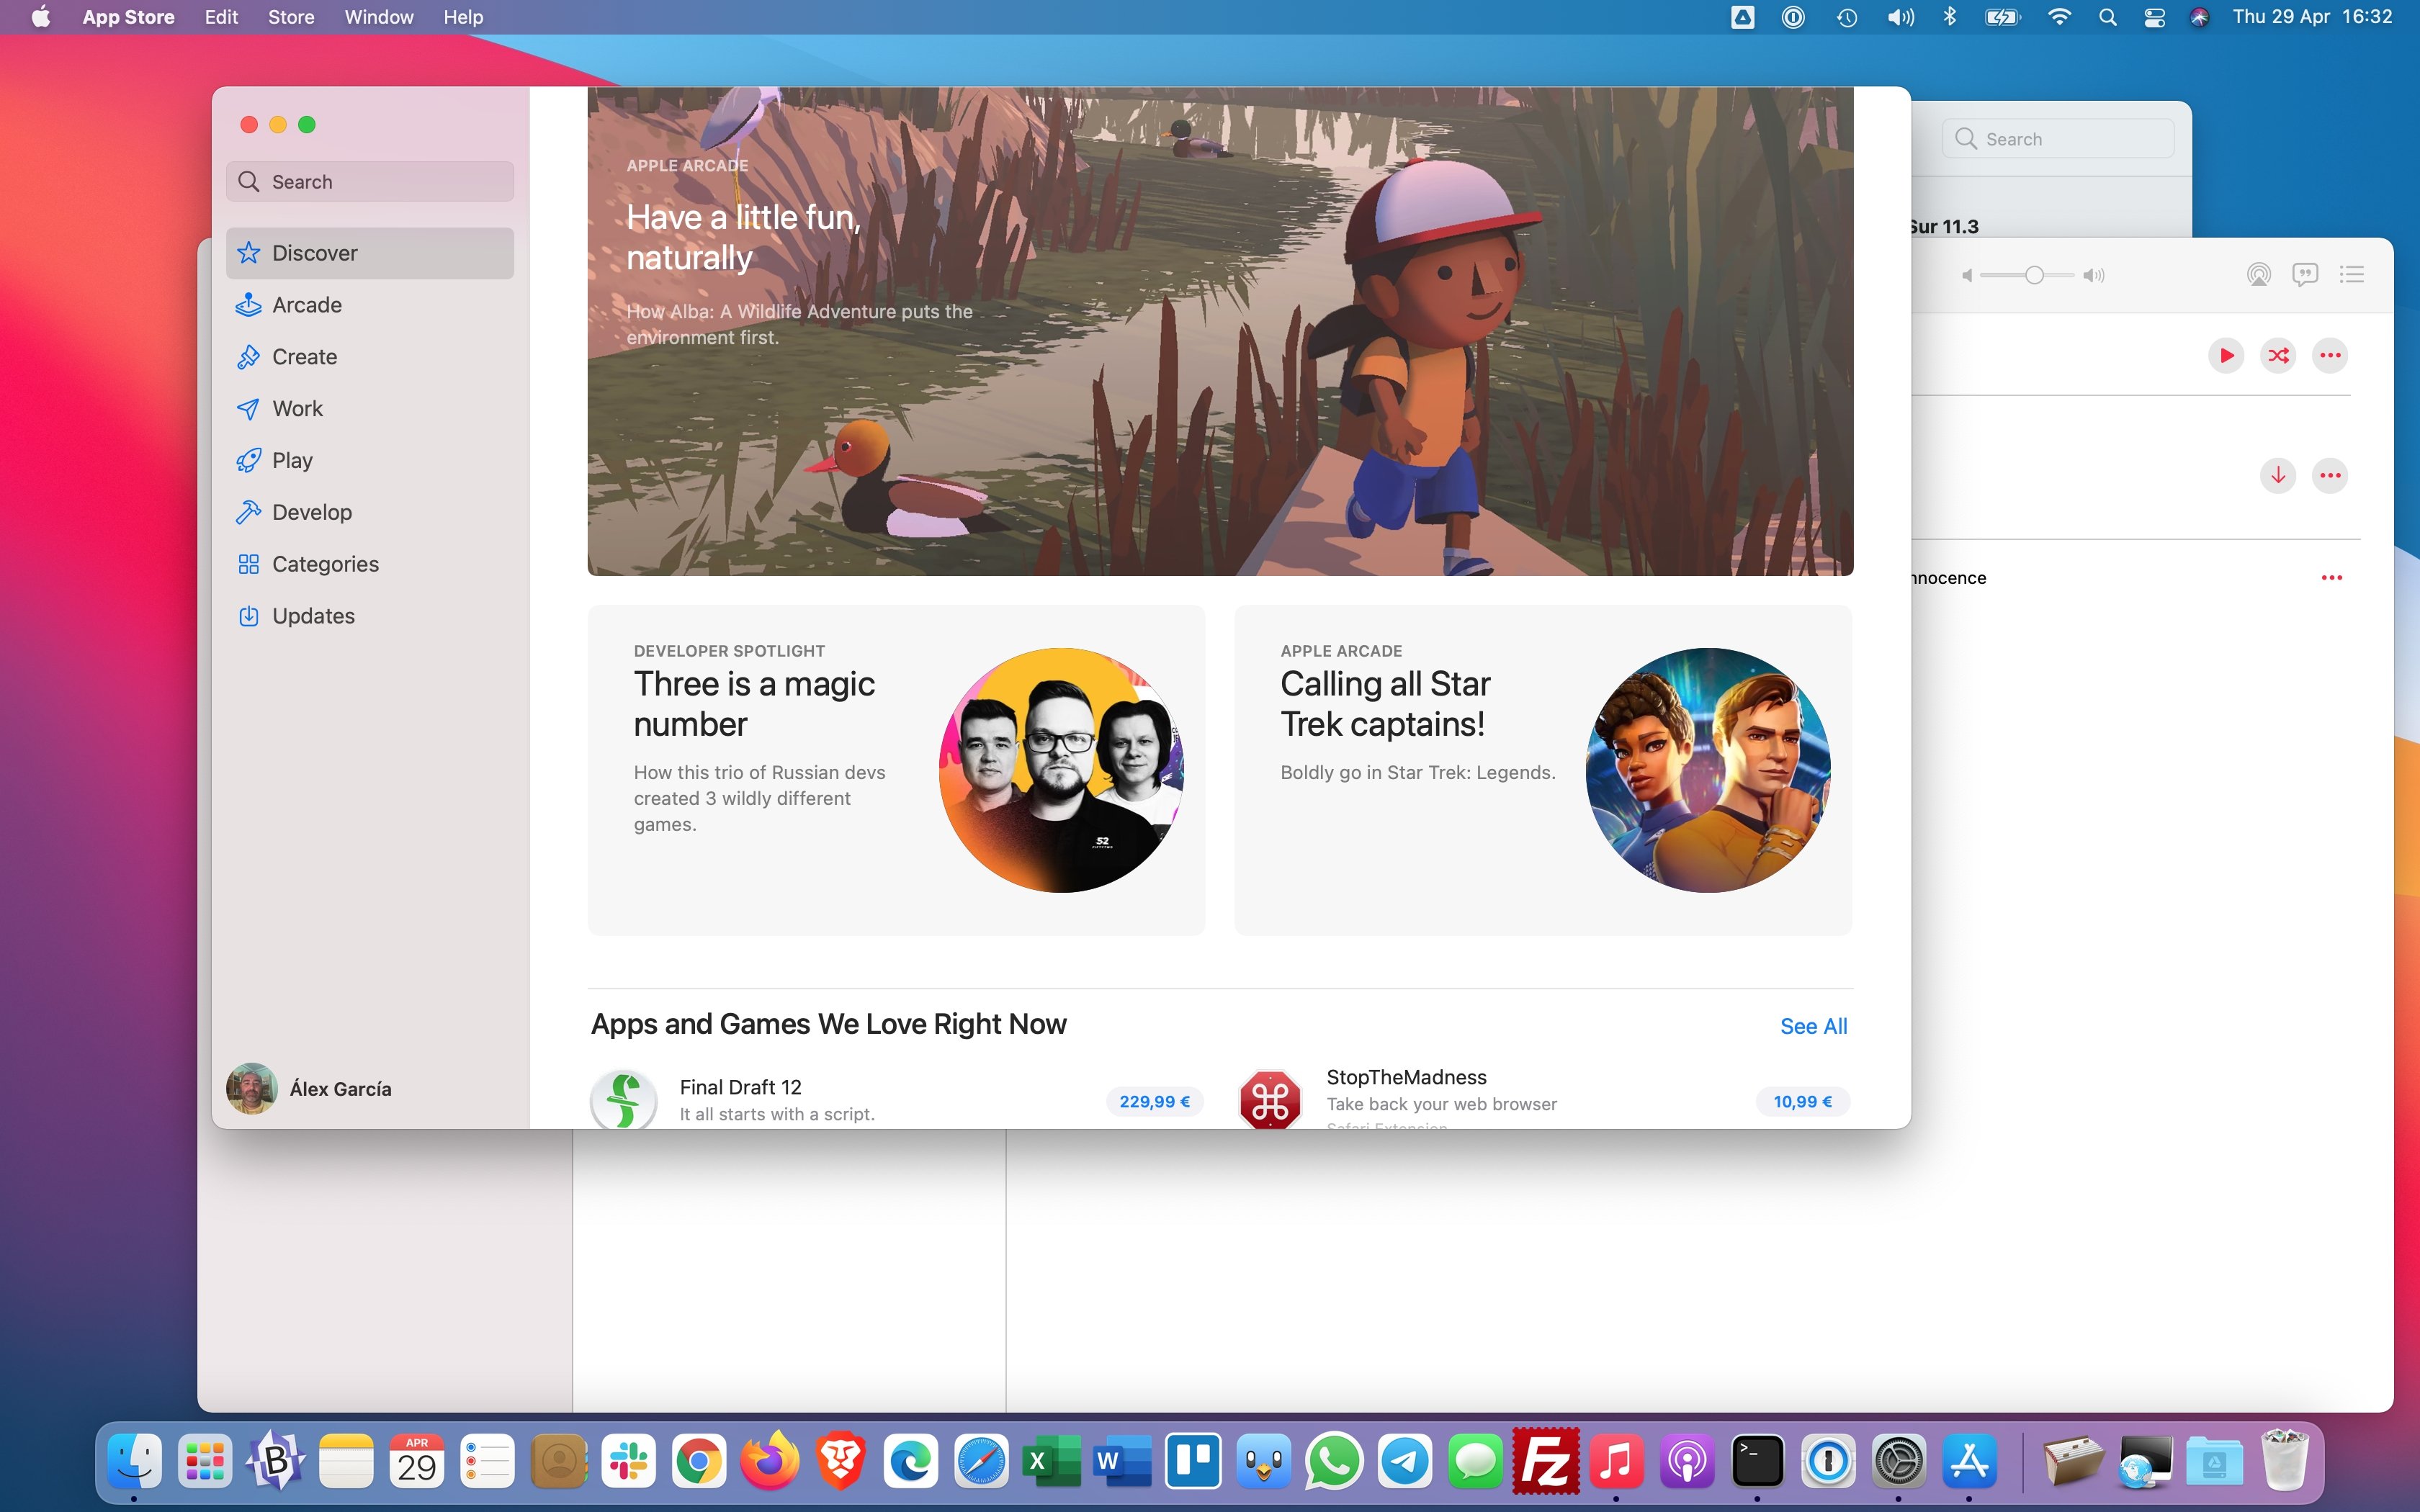 App Store Edit Store Window Help
Thu 29 Apr 16:32
Search
Discover
Arcade
Create
Work
Play
Develop
Categories
Updates
Álex García
APPLE ARCADE
Have a little fun,
naturally
How Alba: A Wildlife Adventure puts the
environment first.
DEVELOPER SPOTLIGHT
Three is a magic
number
How this trio of Russian devs
created 3 wildly different
games.
52
APPLE ARCADE
Calling all Star
Trek captains!
Boldly go in Star Trek: Legends.
Apps and Games We Love Right Now
See All
Final Draft 12
It all starts with a script.
229,99 €
StopTheMadness
Take back your web browser
Safari Extension
10,99 €
Search
Sur 11.3
nnocence
B
APR
29
X
W
Fz
>_